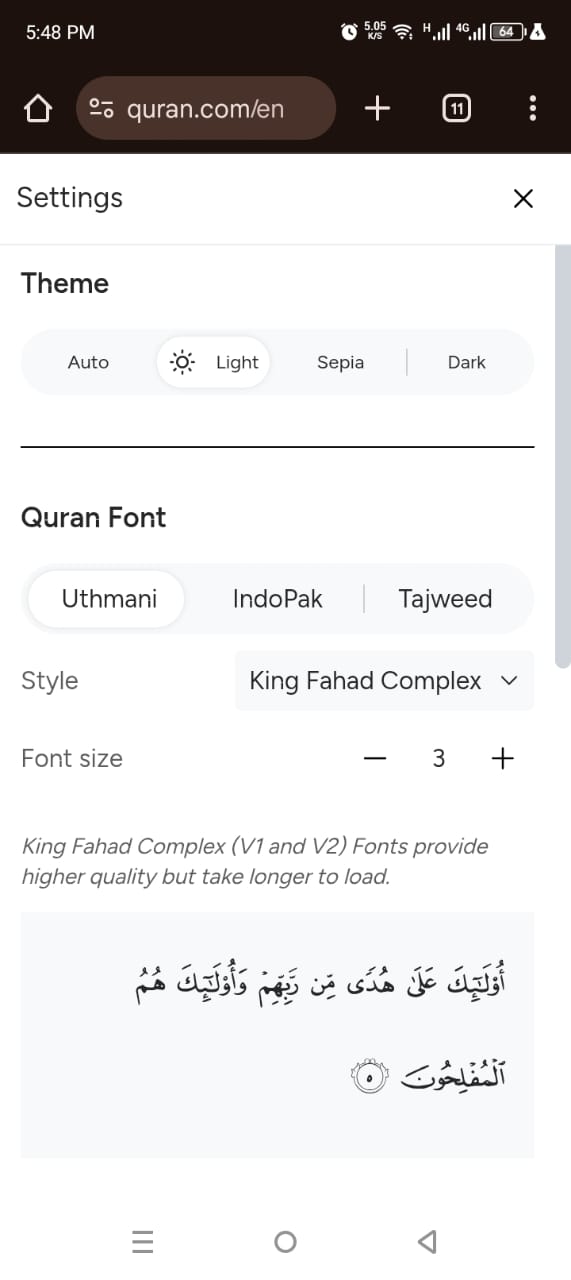 5:48 PM
5.05 K/S H 4G 64
quran.com/en
11
Settings
Theme
Auto Light Sepia Dark
Quran Font
Uthmani IndoPak Tajweed
Style King Fahad Complex
Font size 3
King Fahad Complex (V1 and V2) Fonts provide
higher quality but take longer to load.
أُوْلَـٰٓئِكَ عَلَىٰ هُدًى مِّن رَّبِّهِمْ وَأُوْلَـٰٓئِكَ هُمُ
ٱلْمُفْلِحُونَ ٥